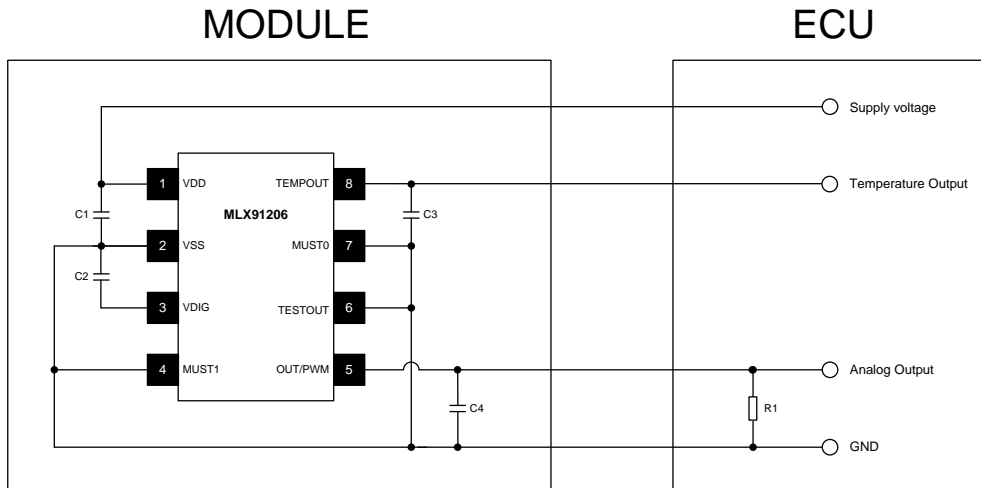 MODULE
ECU
Supply voltage
1 VDD TEMPOUT 8
Temperature Output
MLX91206
C1
C3
2 VSS MUST0 7
C2
3 VDIG TESTOUT 6
4 MUST1 OUT/PWM 5
Analog Output
C4
R1
GND